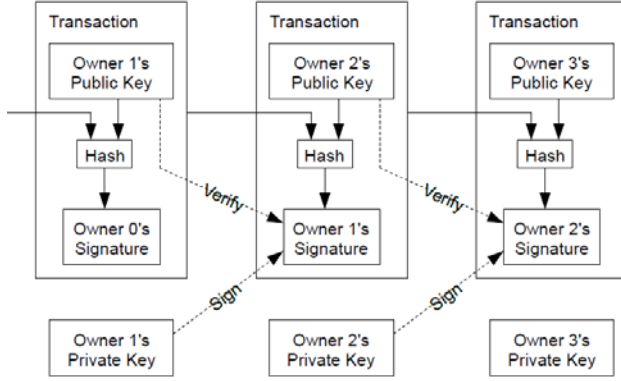 Transaction
Owner 1's
Public Key
Hash
Owner 0's
Signature
Transaction
Owner 2's
Public Key
Hash
Verify
Owner 1's
Signature
Transaction
Owner 3's
Public Key
Hash
Verify
Owner 2's
Signature
Owner 1's
Private Key
Sign
Owner 2's
Private Key
Sign
Owner 3's
Private Key